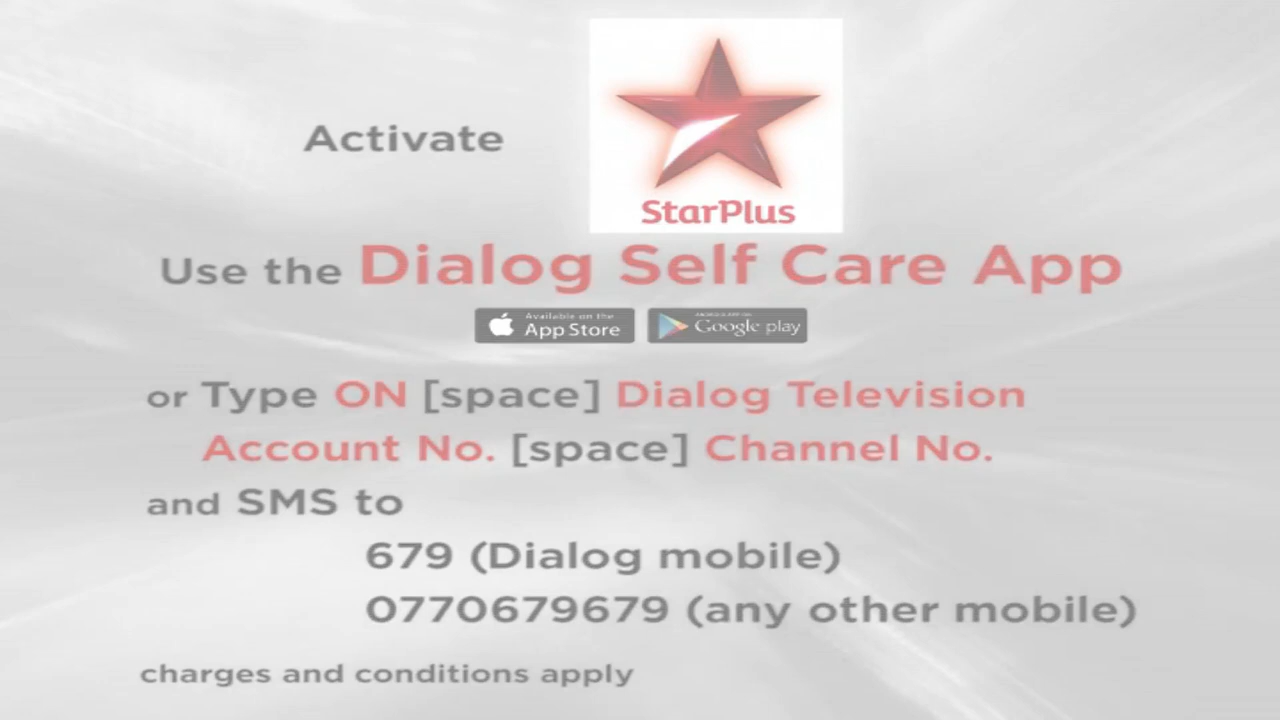 Activate
StarPlus
Use the Dialog Self Care App
Available on the
App Store
Google play
or Type ON [space] Dialog Television
Account No. [space] Channel No.
and SMS to
679 (Dialog mobile)
0770679679 (any other mobile)
charges and conditions apply